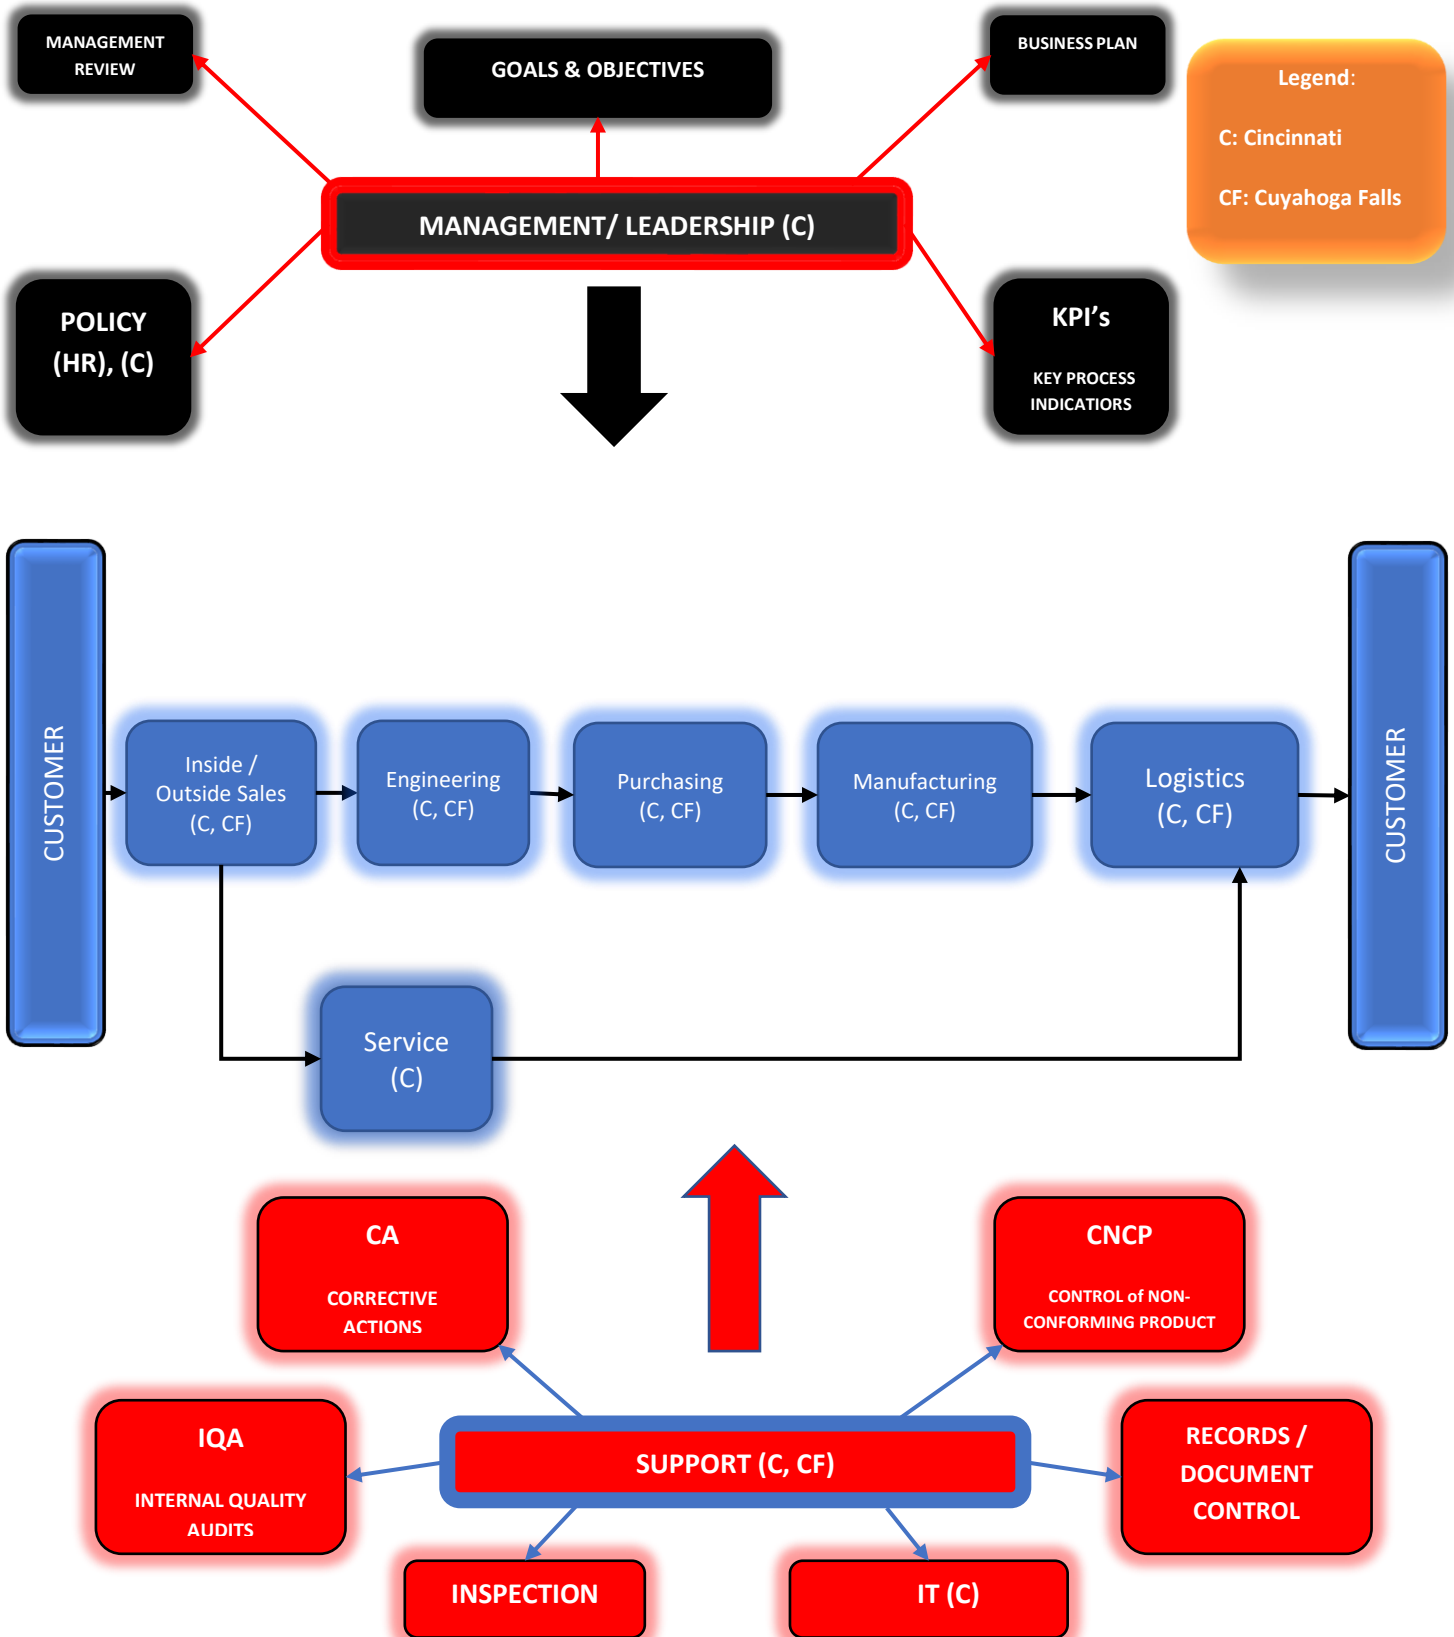 MANAGEMENT
REVIEW
GOALS & OBJECTIVES
BUSINESS PLAN
Legend:
C: Cincinnati
CF: Cuyahoga Falls
MANAGEMENT/ LEADERSHIP (C)
POLICY
(HR), (C)
KPI’s
KEY PROCESS
INDICATIORS
CUSTOMER
Inside /
Outside Sales
(C, CF)
Engineering
(C, CF)
Purchasing
(C, CF)
Manufacturing
(C, CF)
Logistics
(C, CF)
CUSTOMER
Service
(C)
CA
CORRECTIVE
ACTIONS
CNCP
CONTROL of NON-
CONFORMING PRODUCT
IQA
INTERNAL QUALITY
AUDITS
SUPPORT (C, CF)
RECORDS /
DOCUMENT
CONTROL
INSPECTION
IT (C)